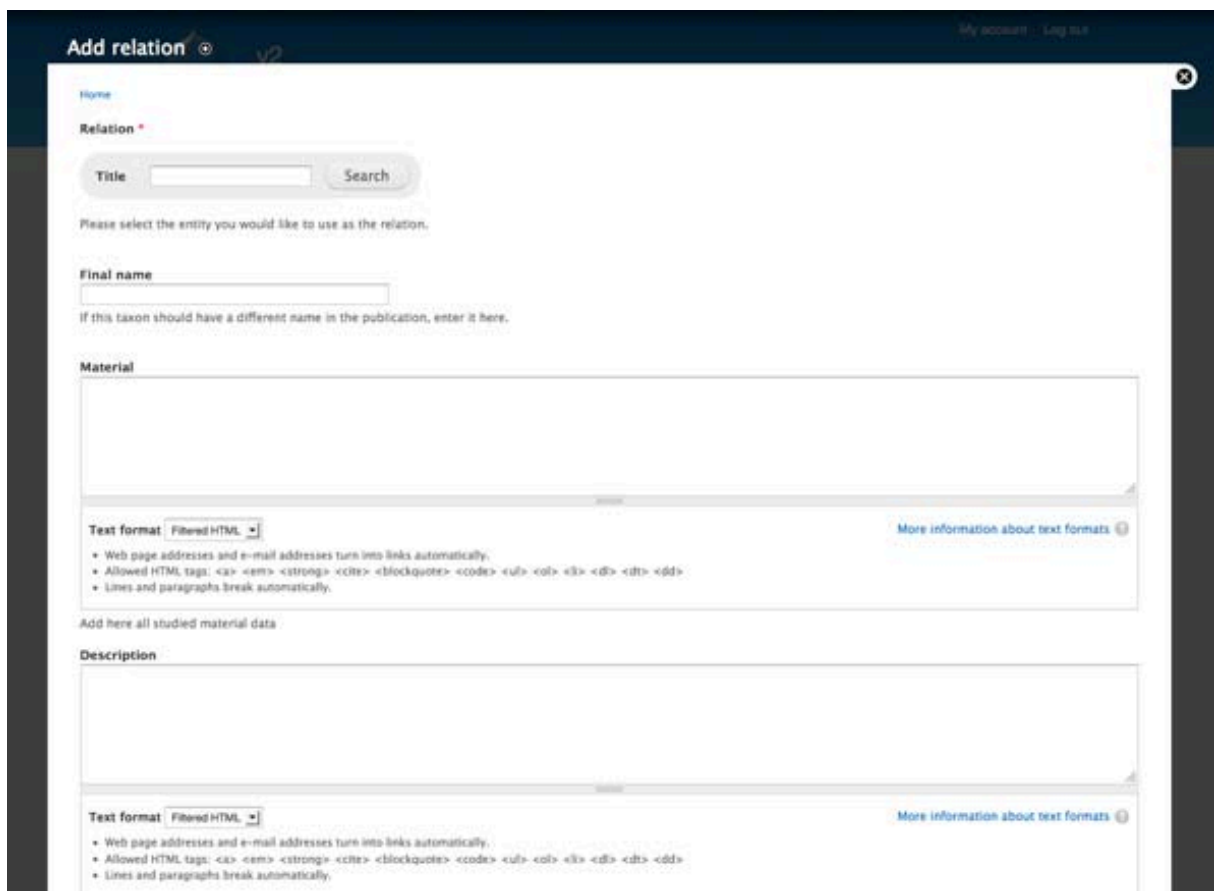 My account Log out
Add relation
v2
Home
Relation *
Title Search
Please select the entity you would like to use as the relation.
Final name
If this taxon should have a different name in the publication, enter it here.
Material
Text format Filtered HTML More information about text formats ?
• Web page addresses and e-mail addresses turn into links automatically.
• Allowed HTML tags: <a> <em> <strong> <cite> <blockquote> <code> <ul> <ol> <li> <dl> <dt> <dd>
• Lines and paragraphs break automatically.
Add here all studied material data
Description
Text format Filtered HTML More information about text formats ?
• Web page addresses and e-mail addresses turn into links automatically.
• Allowed HTML tags: <a> <em> <strong> <cite> <blockquote> <code> <ul> <ol> <li> <dl> <dt> <dd>
• Lines and paragraphs break automatically.